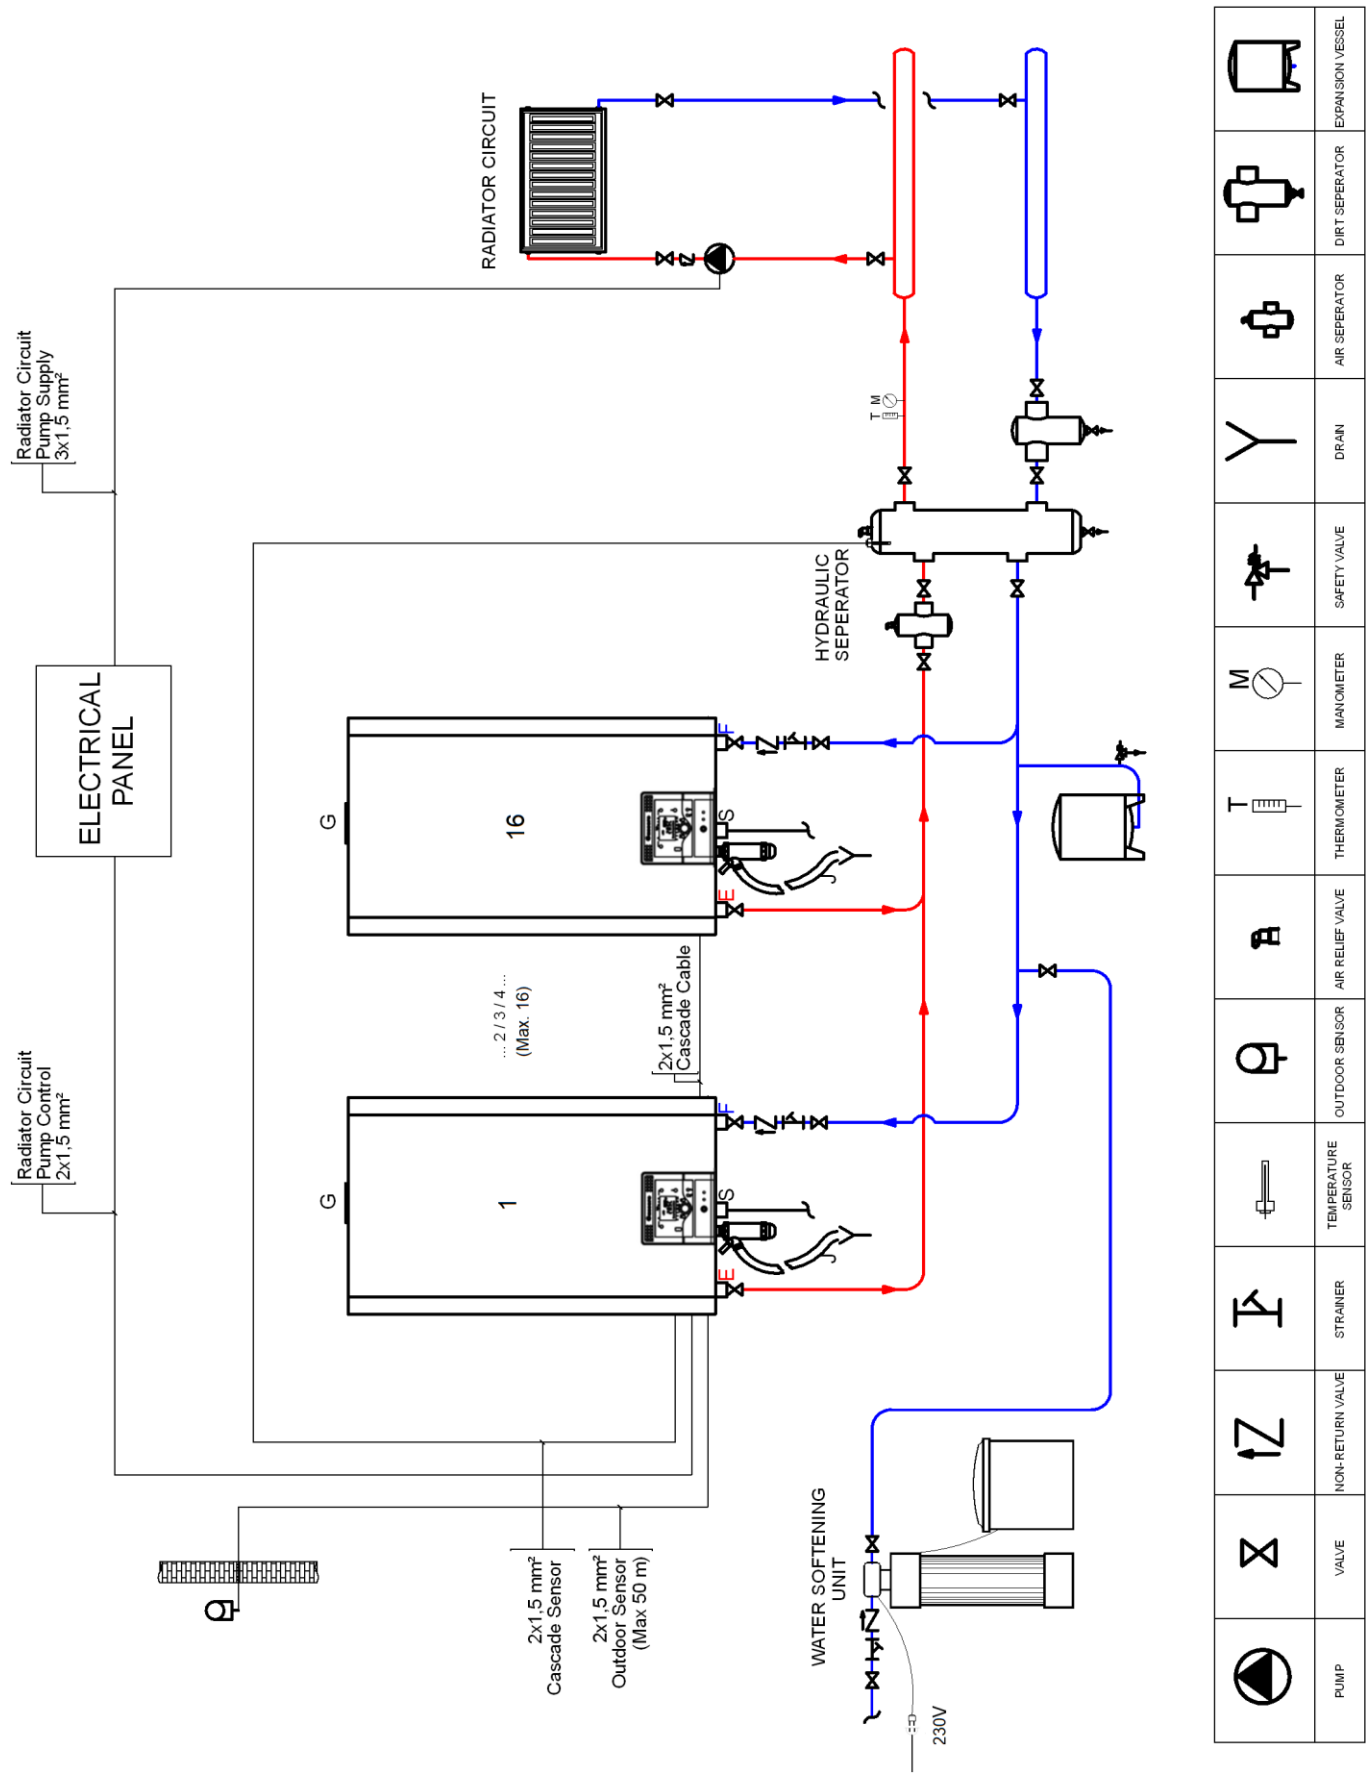 Radiator Circuit
Pump Control
2x1,5 mm²
ELECTRICAL
PANEL
Radiator Circuit
Pump Supply
3x1,5 mm²
2x1,5 mm²
Cascade Sensor
2x1,5 mm²
Outdoor Sensor
(Max 50 m)
G
1
E
S
F
... 2 / 3 / 4 ...
(Max. 16)
2x1,5 mm²
Cascade Cable
G
16
E
S
F
RADIATOR CIRCUIT
HYDRAULIC
SEPERATOR
T
M
WATER SOFTENING
UNIT
230V
PUMP
VALVE
NON-RETURN VALVE
STRAINER
TEMPERATURE
SENSOR
OUTDOOR SENSOR
AIR RELIEF VALVE
T
THERMOMETER
M
MANOMETER
SAFETY VALVE
DRAIN
AIR SEPERATOR
DIRT SEPERATOR
EXPANSION VESSEL